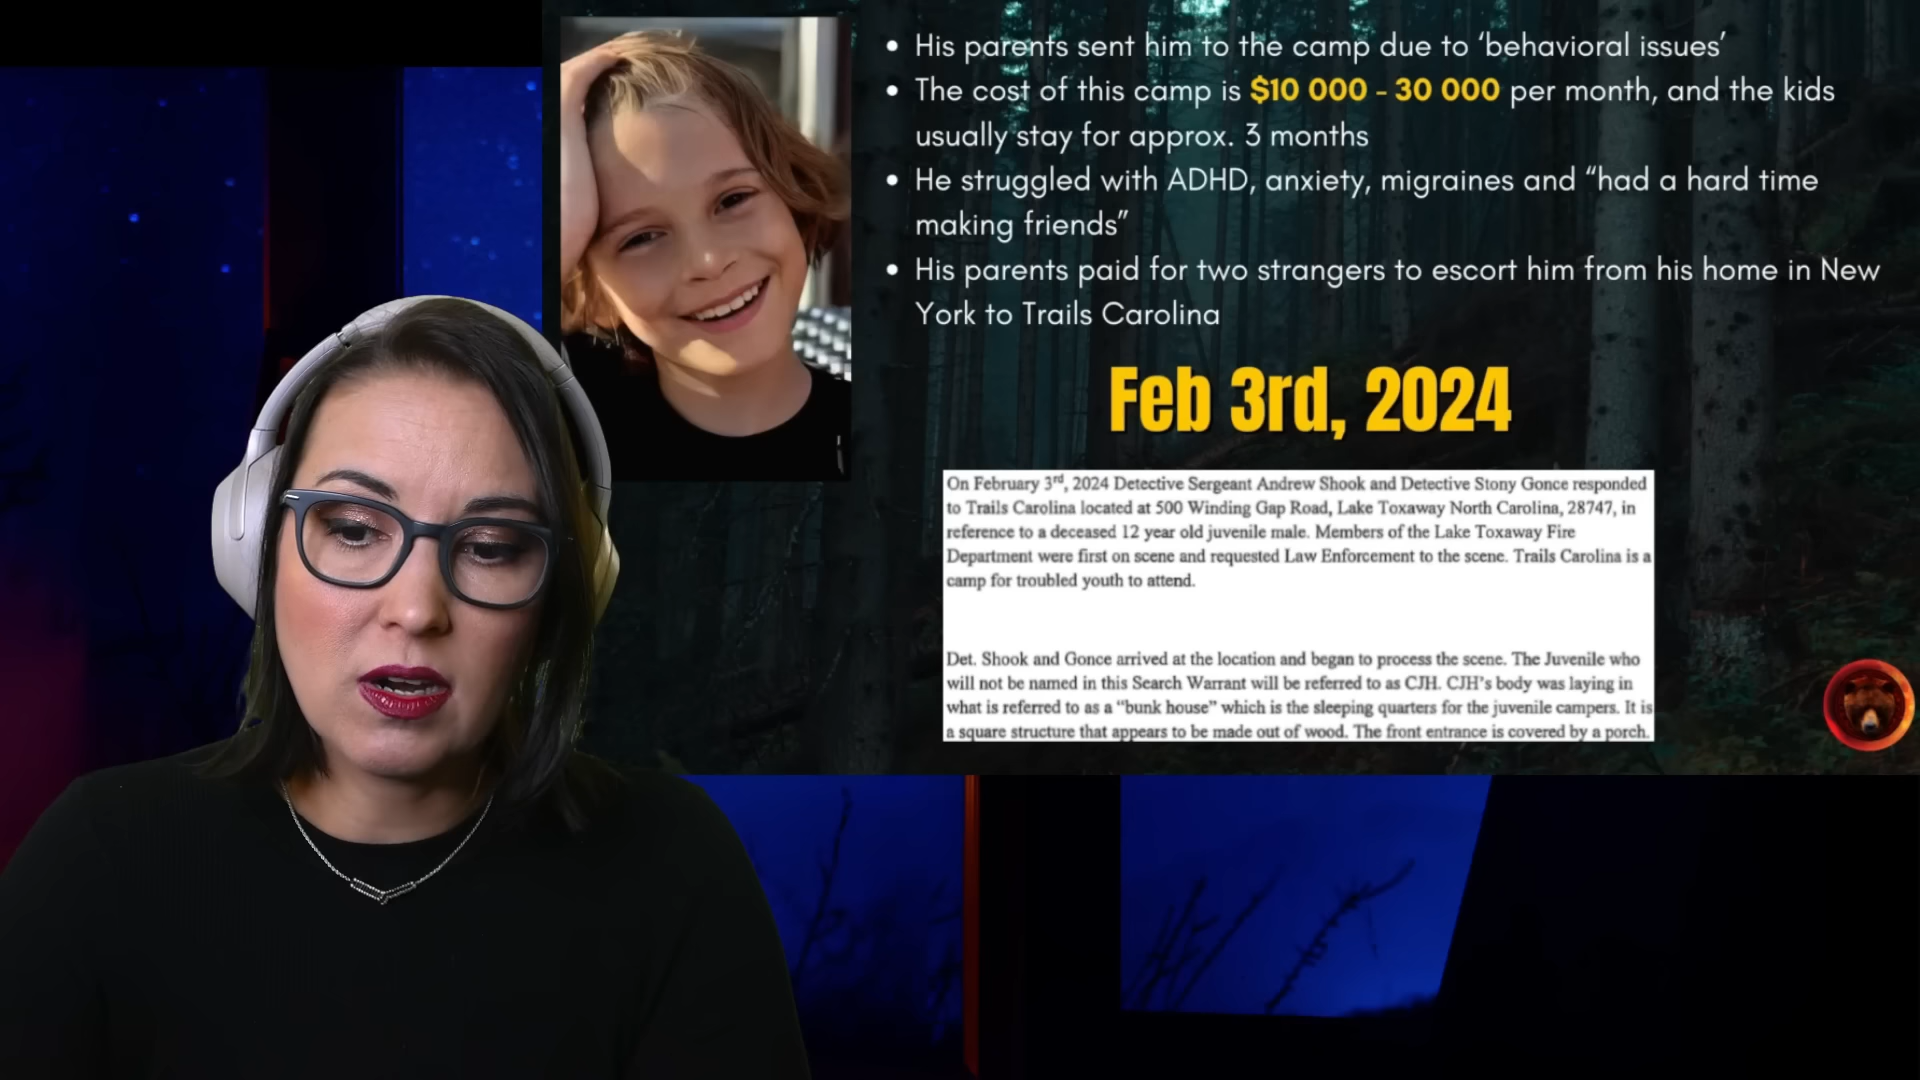 • His parents sent him to the camp due to ‘behavioral issues’
• The cost of this camp is $10 000 - 30 000 per month, and the kids
usually stay for approx. 3 months
• He struggled with ADHD, anxiety, migraines and “had a hard time
making friends”
• His parents paid for two strangers to escort him from his home in New
York to Trails Carolina
Feb 3rd, 2024
On February 3rd, 2024 Detective Sergeant Andrew Shook and Detective Stony Gonce responded
to Trails Carolina located at 500 Winding Gap Road, Lake Toxaway North Carolina, 28747, in
reference to a deceased 12 year old juvenile male. Members of the Lake Toxaway Fire
Department were first on scene and requested Law Enforcement to the scene. Trails Carolina is a
camp for troubled youth to attend.
Det. Shook and Gonce arrived at the location and began to process the scene. The Juvenile who
will not be named in this Search Warrant will be referred to as CJH. CJH’s body was laying in
what is referred to as a “bunk house” which is the sleeping quarters for the juvenile campers. It is
a square structure that appears to be made out of wood. The front entrance is covered by a porch.